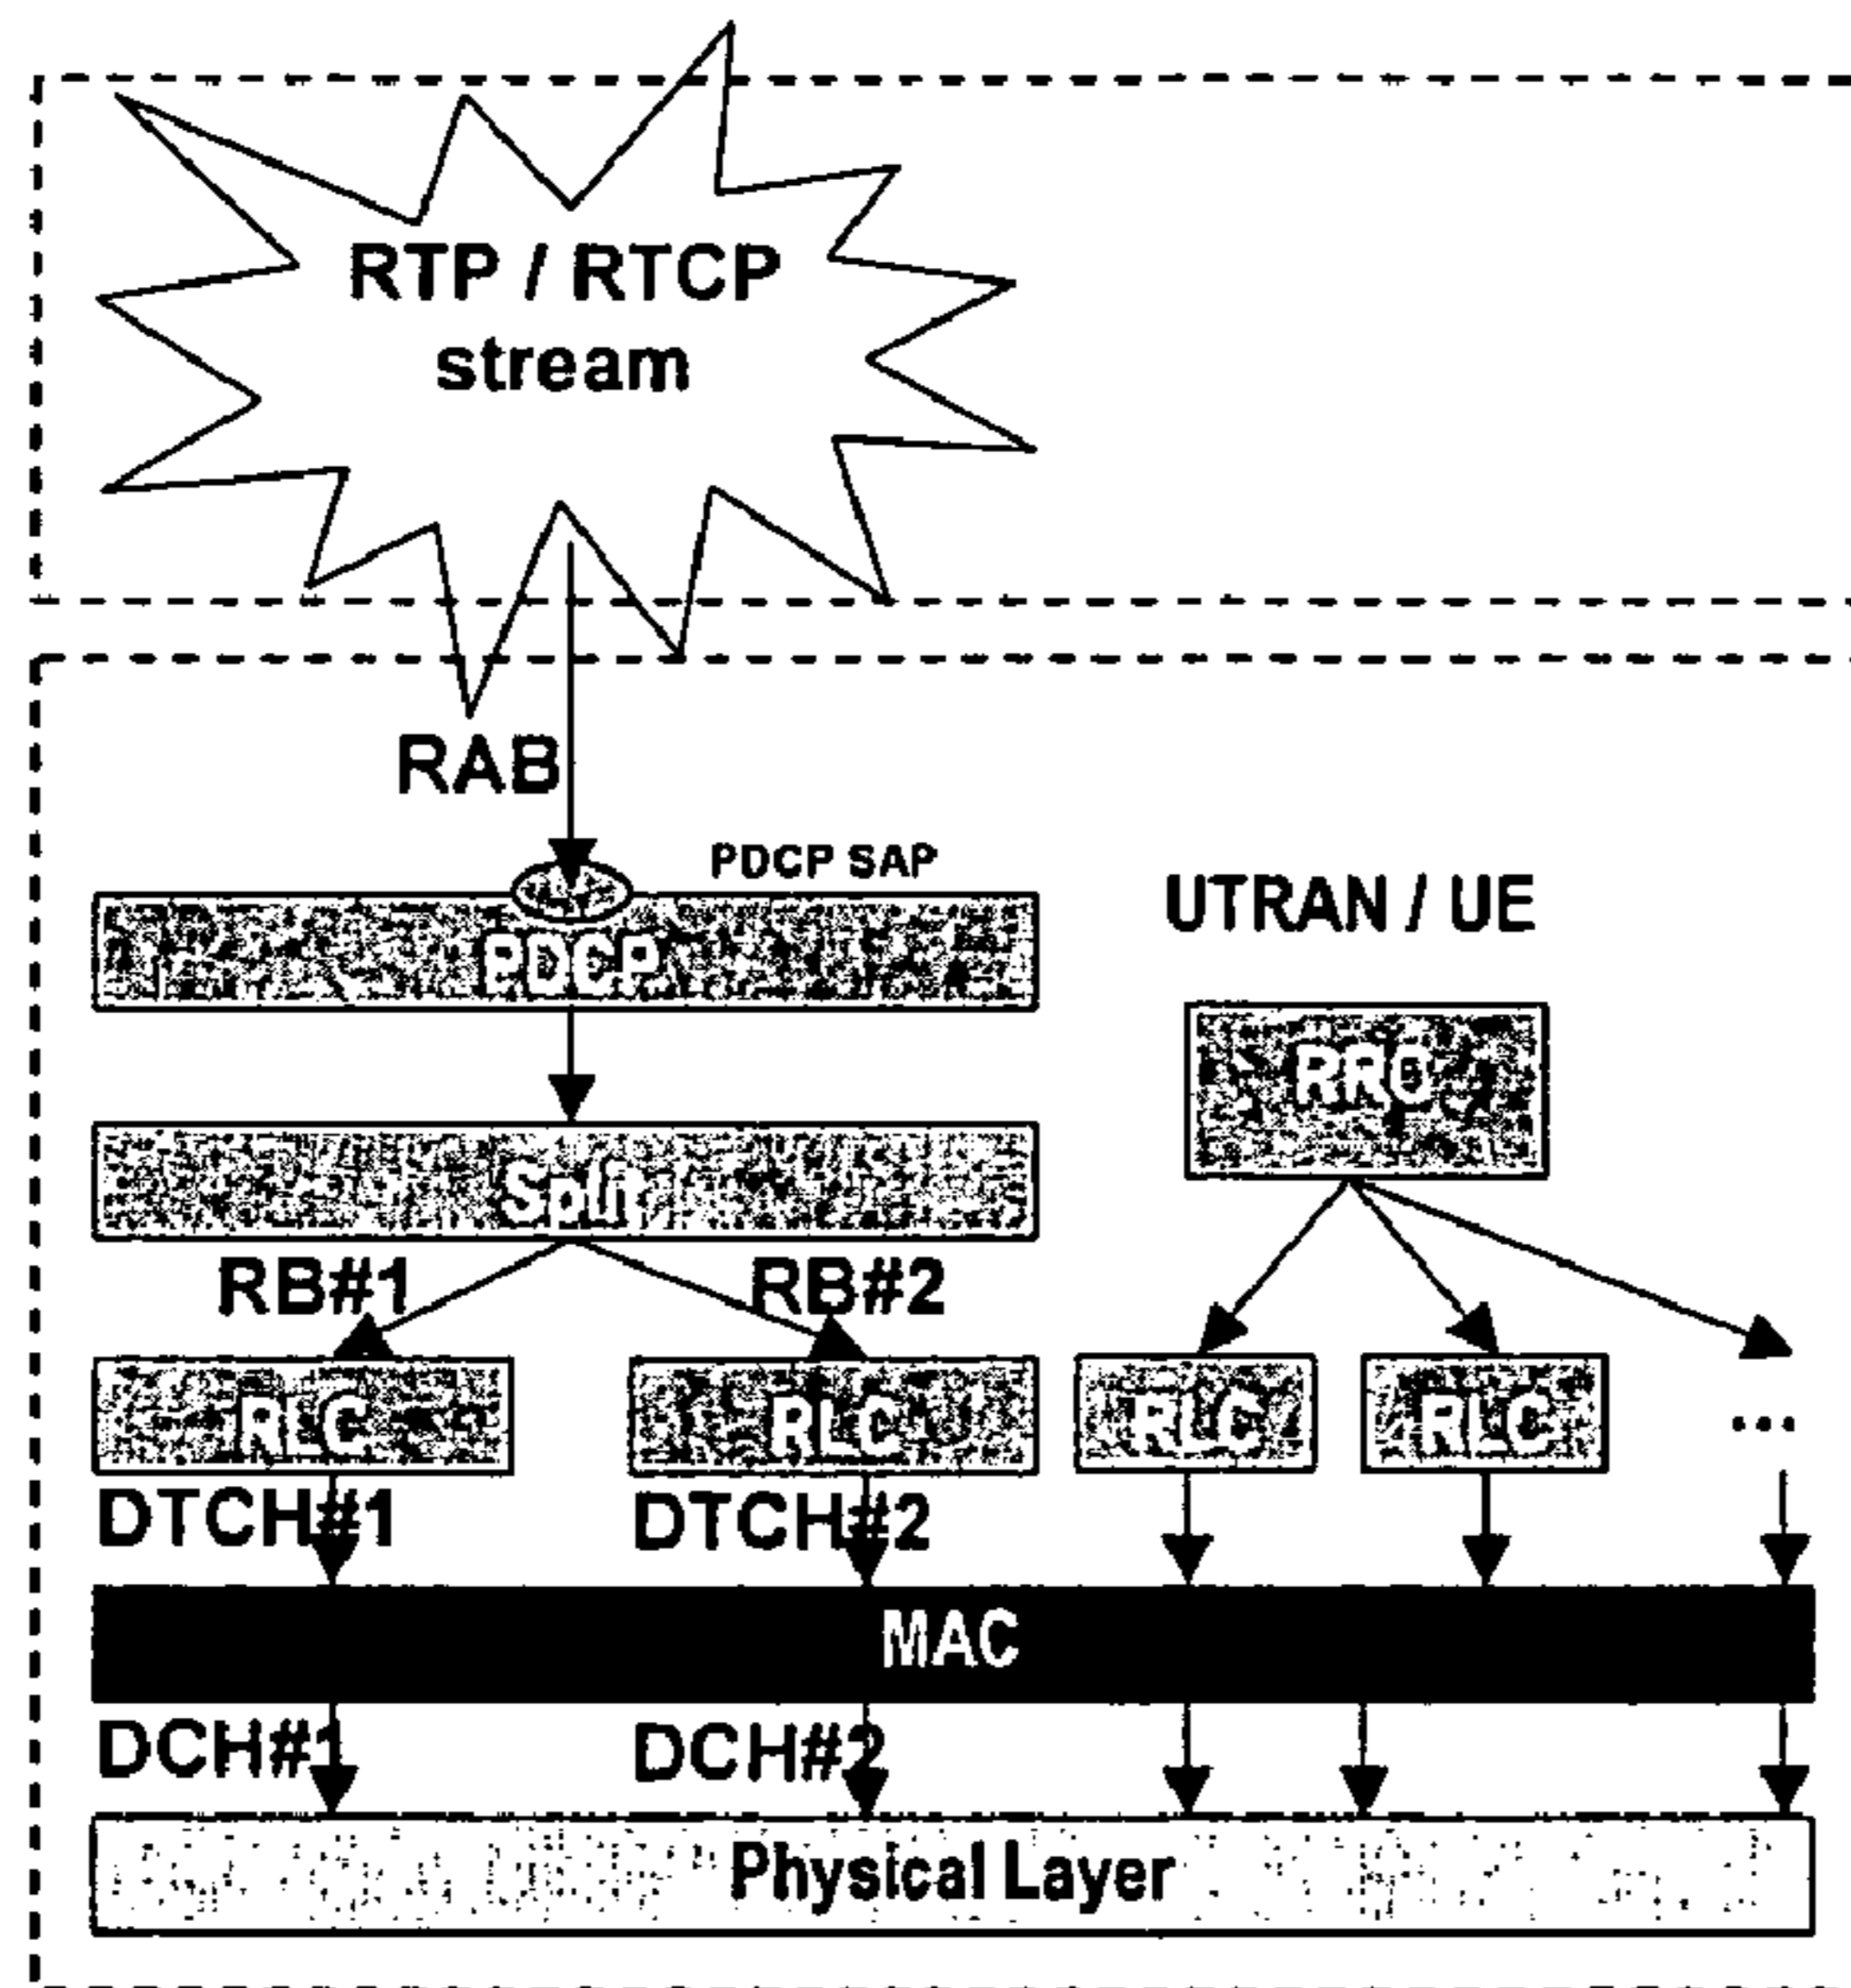 RTP / RTCP
stream
RAB
PDCP SAP
PDCP
UTRAN / UE
RRC
Split
RB#1
RB#2
RLC
RLC
RLC
RLC
...
DTCH#1
DTCH#2
MAC
DCH#1
DCH#2
Physical Layer